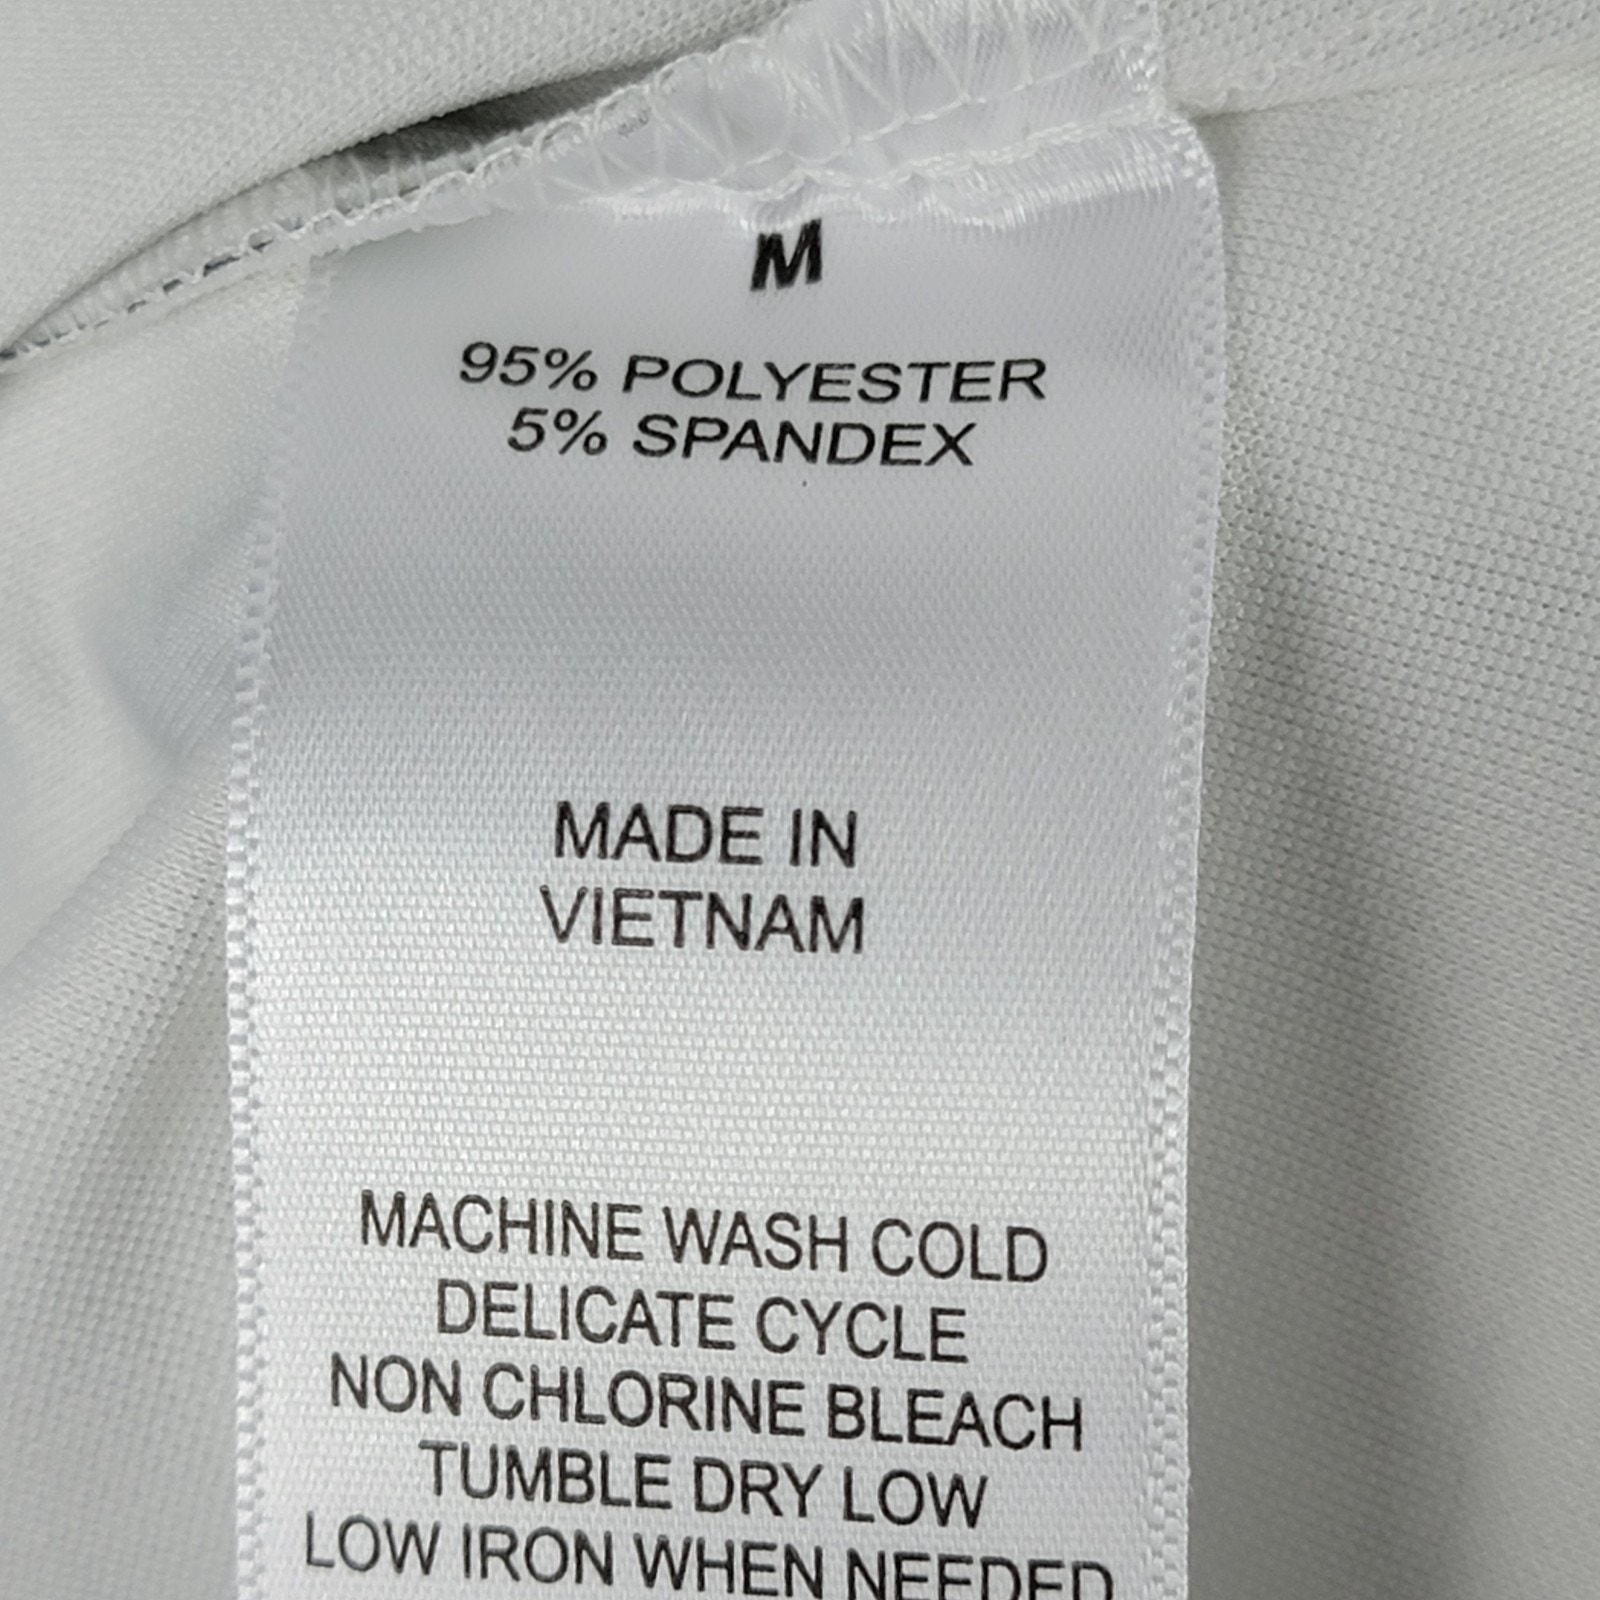 M
95% POLYESTER
5% SPANDEX
MADE IN
VIETNAM
MACHINE WASH COLD
DELICATE CYCLE
NON CHLORINE BLEACH
TUMBLE DRY LOW
LOW IRON WHEN NEEDED